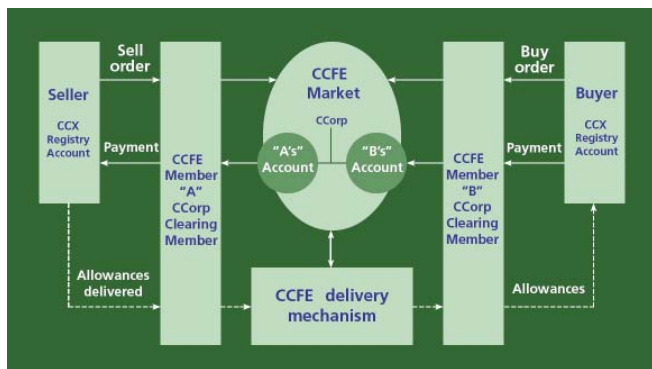 Sell
order
Seller
CCX
Registry
Account
Payment
Allowances
delivered
CCFE
Member
"A"
CCorp
Clearing
Member
CCFE
Market
CCorp
"A's"
Account
"B's"
Account
CCFE delivery
mechanism
CCFE
Member
"B"
CCorp
Clearing
Member
Buy
order
Payment
Allowances
Buyer
CCX
Registry
Account